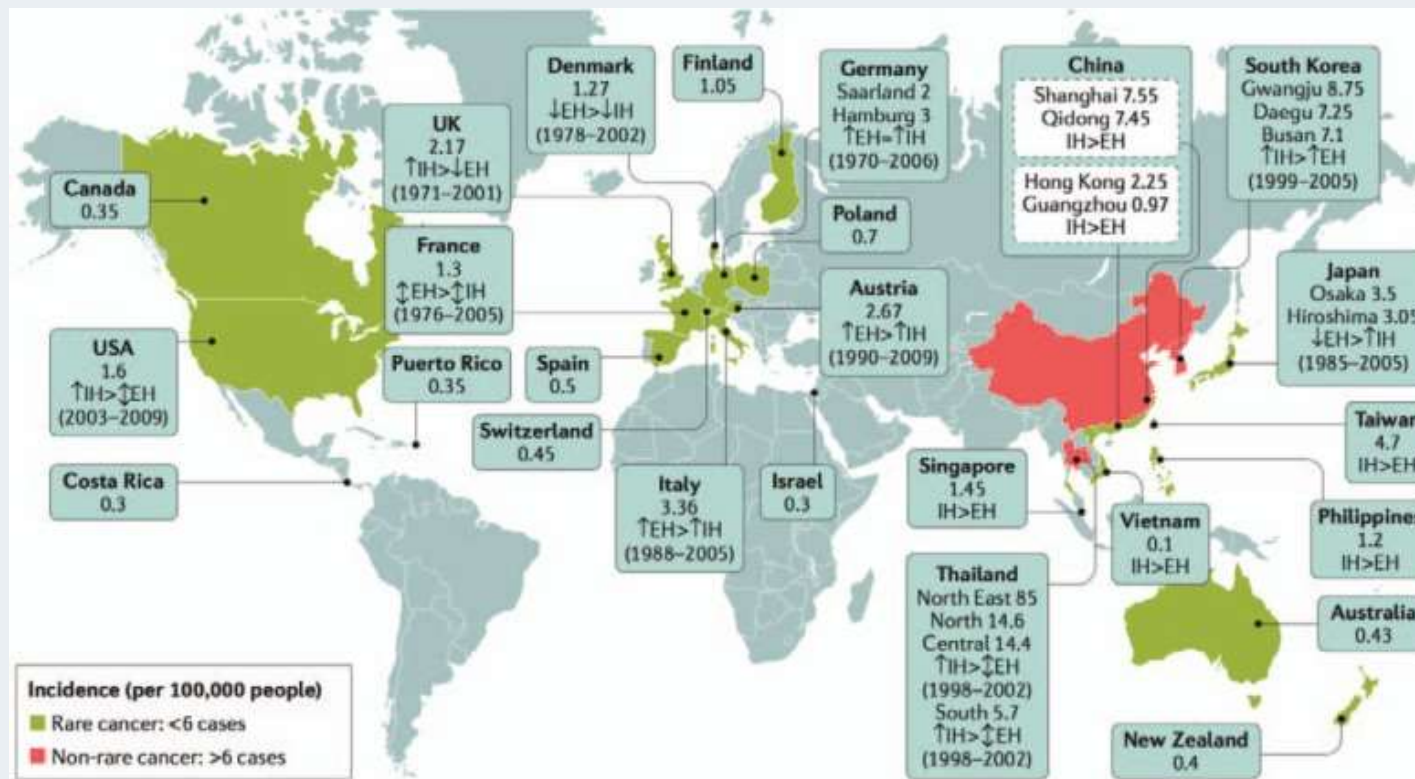 Denmark
1.27
↓EH>↓IH
(1978–2002)
Finland
1.05
Germany
Saarland 2
Hamburg 3
↑EH=↑IH
(1970–2006)
China
Shanghai 7.55
Qidong 7.45
IH>EH
Hong Kong 2.25
Guangzhou 0.97
IH>EH
South Korea
Gwangju 8.75
Daegu 7.25
Busan 7.1
↑IH>↑EH
(1999–2005)
UK
2.17
↑IH>↓EH
(1971–2001)
Canada
0.35
Poland
0.7
France
1.3
↕EH>↕IH
(1976–2005)
Austria
2.67
↑EH>↑IH
(1990–2009)
Japan
Osaka 3.5
Hiroshima 3.05
↓EH>↑IH
(1985–2005)
USA
1.6
↑IH>↕EH
(2003–2009)
Puerto Rico
0.35
Spain
0.5
Switzerland
0.45
Taiwan
4.7
IH>EH
Costa Rica
0.3
Italy
3.36
↑EH>↑IH
(1988–2005)
Israel
0.3
Singapore
1.45
IH>EH
Vietnam
0.1
IH>EH
Philippines
1.2
IH>EH
Thailand
North East 85
North 14.6
Central 14.4
↑IH>↕EH
(1998–2002)
South 5.7
↑IH>↕EH
(1998–2002)
Australia
0.43
New Zealand
0.4
Incidence (per 100,000 people)
Rare cancer: <6 cases
Non-rare cancer: >6 cases